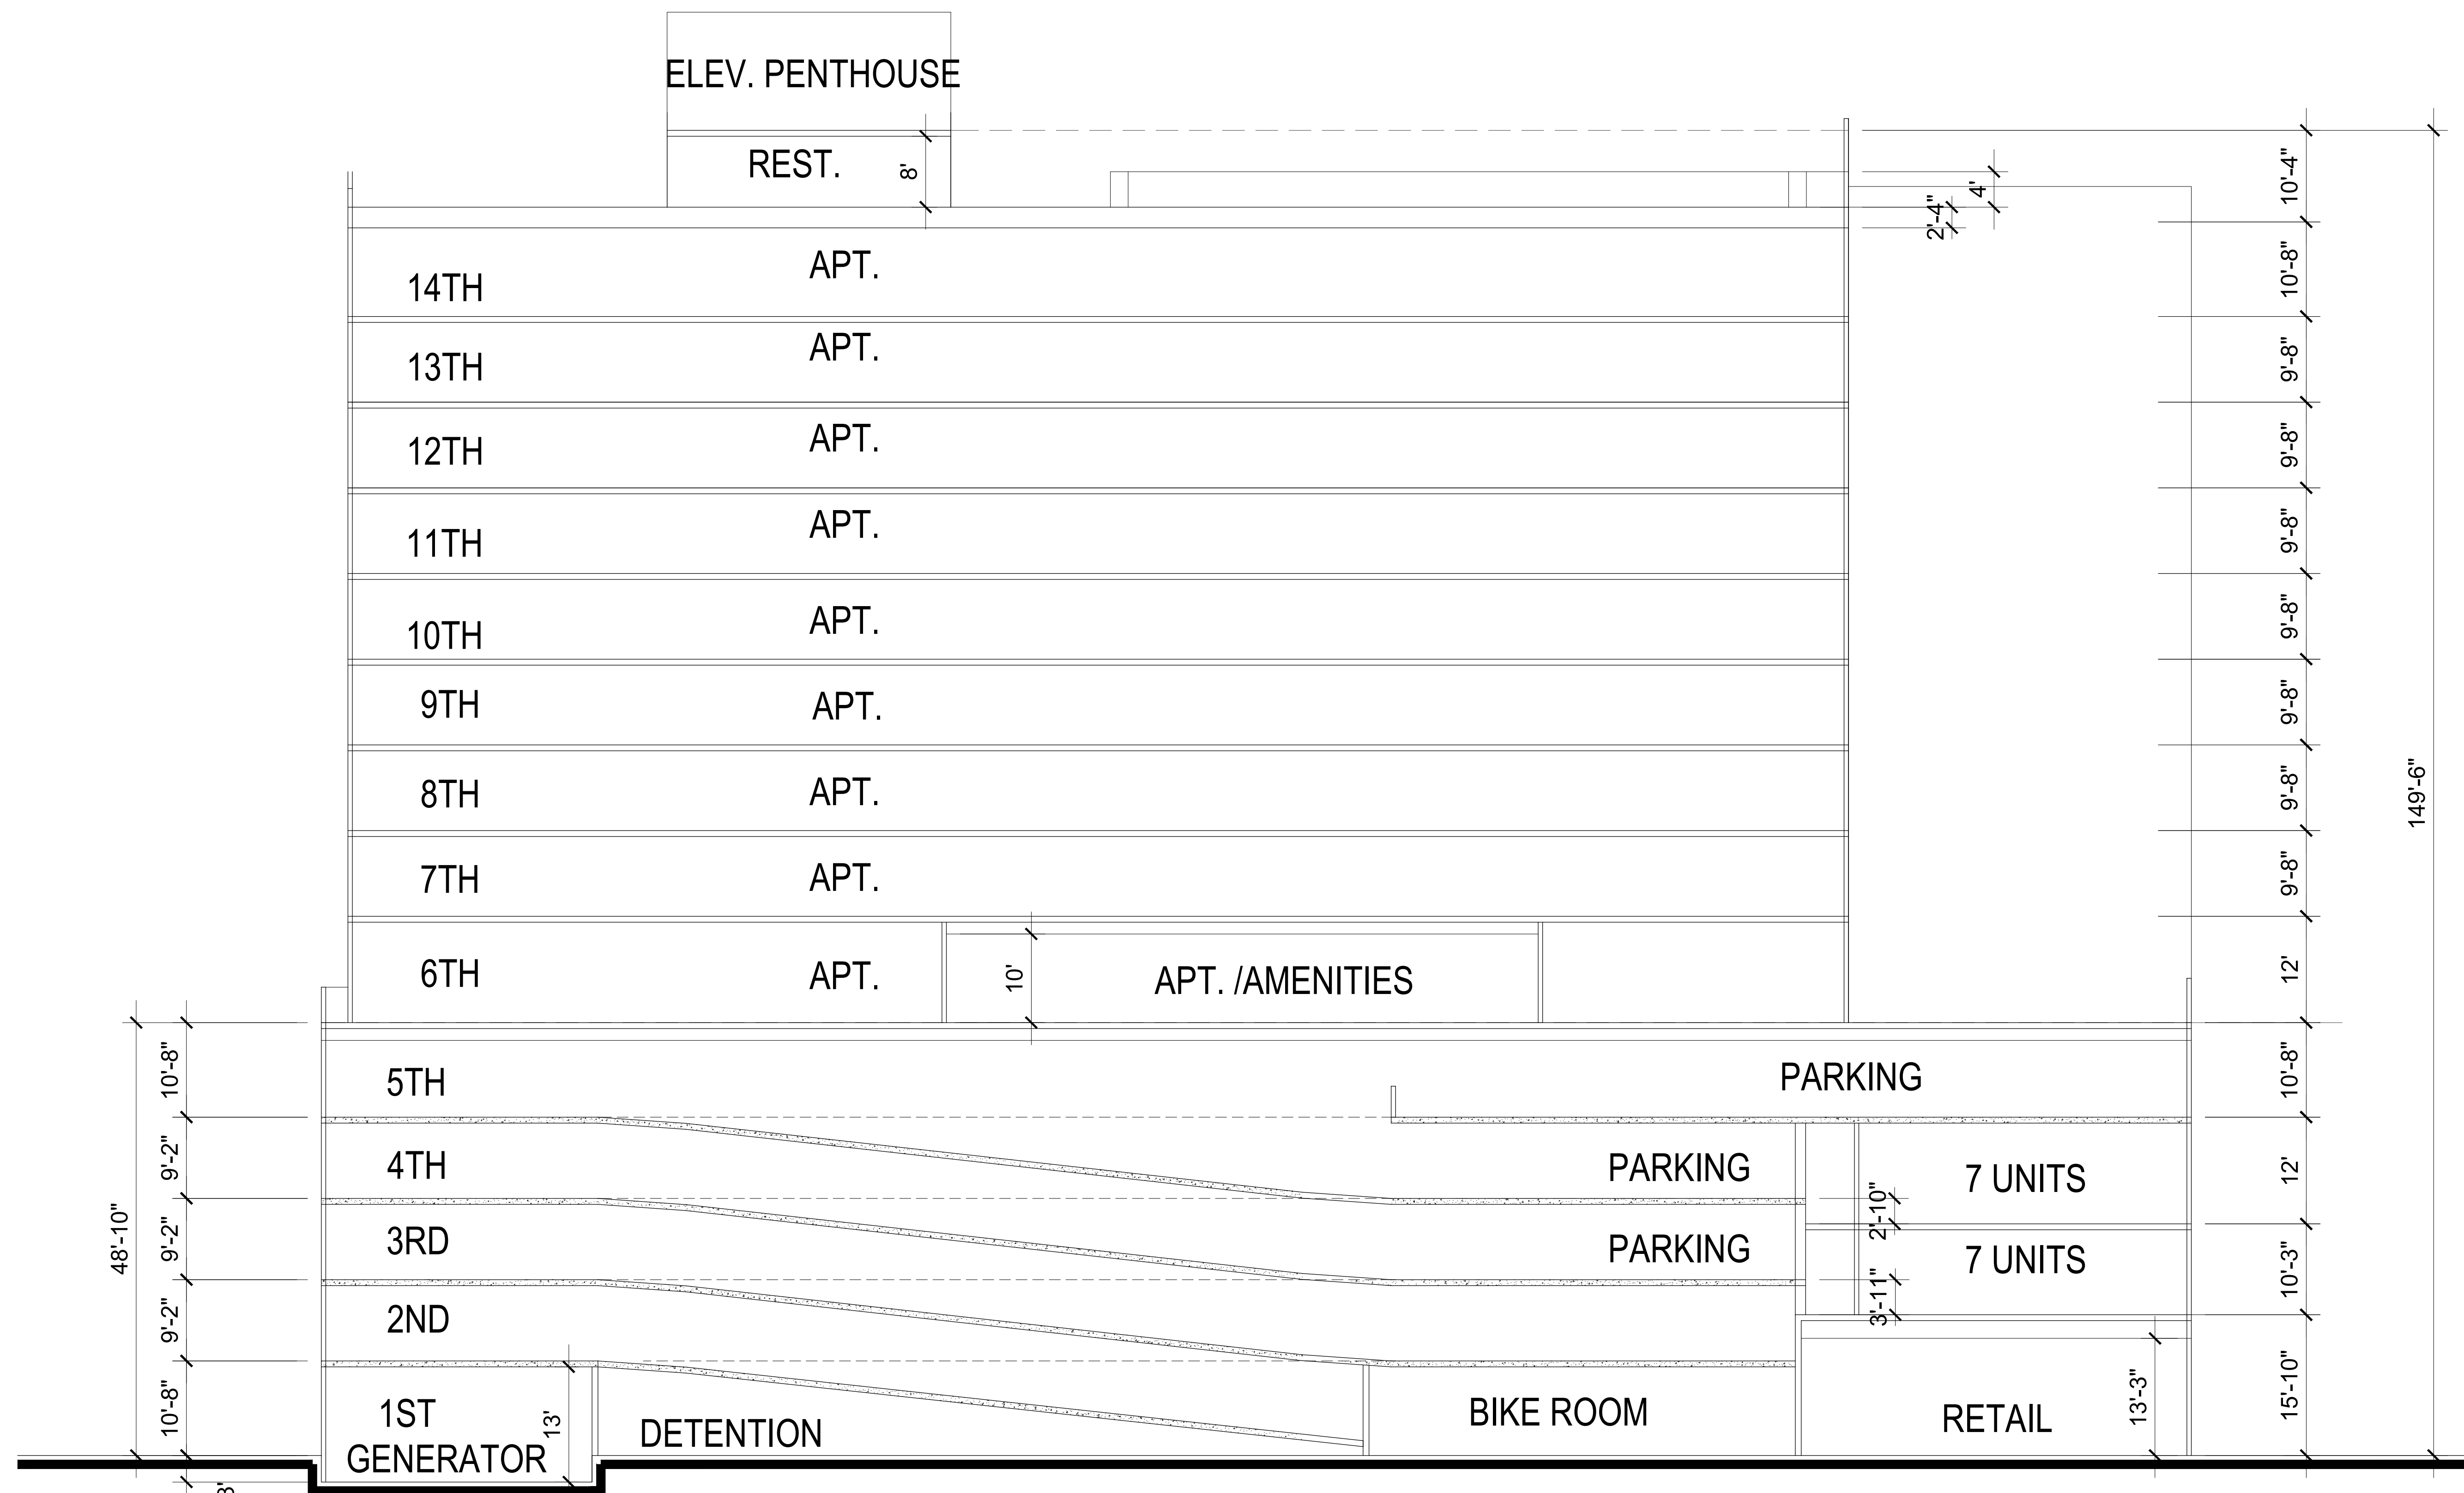 ELEV. PENTHOUSE
REST.
8'
4'
2'-4"
10'-4"
14TH
APT.
10'-8"
13TH
APT.
9'-8"
12TH
APT.
9'-8"
11TH
APT.
9'-8"
10TH
APT.
9'-8"
9TH
APT.
9'-8"
8TH
APT.
9'-8"
149'-6"
7TH
APT.
9'-8"
6TH
APT.
10'
APT. /AMENITIES
12'
10'-8"
5TH
PARKING
10'-8"
9'-2"
4TH
PARKING
2'-10"
7 UNITS
12'
48'-10"
9'-2"
3RD
PARKING
3'-11"
7 UNITS
10'-3"
9'-2"
2ND
10'-8"
1ST
GENERATOR
13'
DETENTION
BIKE ROOM
RETAIL
13'-3"
15'-10"